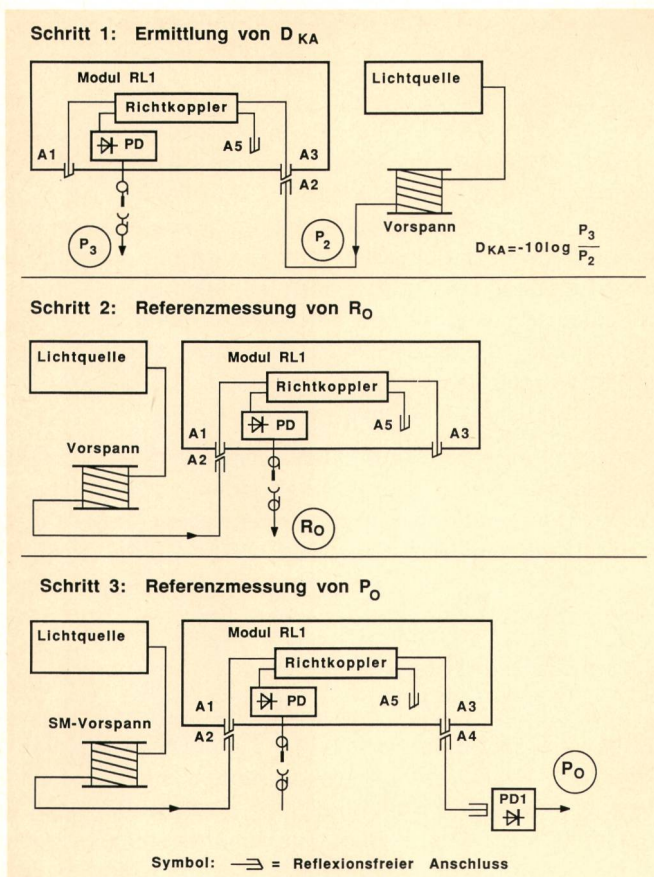 Schritt 1: Ermittlung von D KA
Modul RL1
Lichtquelle
Richtkoppler
PD
A5
A1
A3
A2
P3
P2
Vorspann
DKA=-10log P3/P2
Schritt 2: Referenzmessung von RO
Lichtquelle
Modul RL1
Richtkoppler
PD
A5
A1
A3
A2
Vorspann
RO
Schritt 3: Referenzmessung von PO
Lichtquelle
Modul RL1
Richtkoppler
PD
A5
A1
A3
A2
A4
SM-Vorspann
PO
PD1
Symbol: = Reflexionsfreier Anschluss